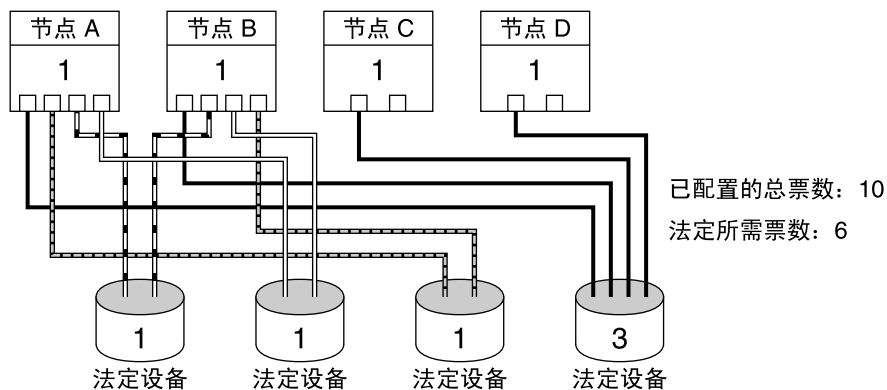 节点 A
节点 B
节点 C
节点 D
1
1
1
1
已配置的总票数：10
法定所需票数：6
1
1
1
3
法定设备
法定设备
法定设备
法定设备